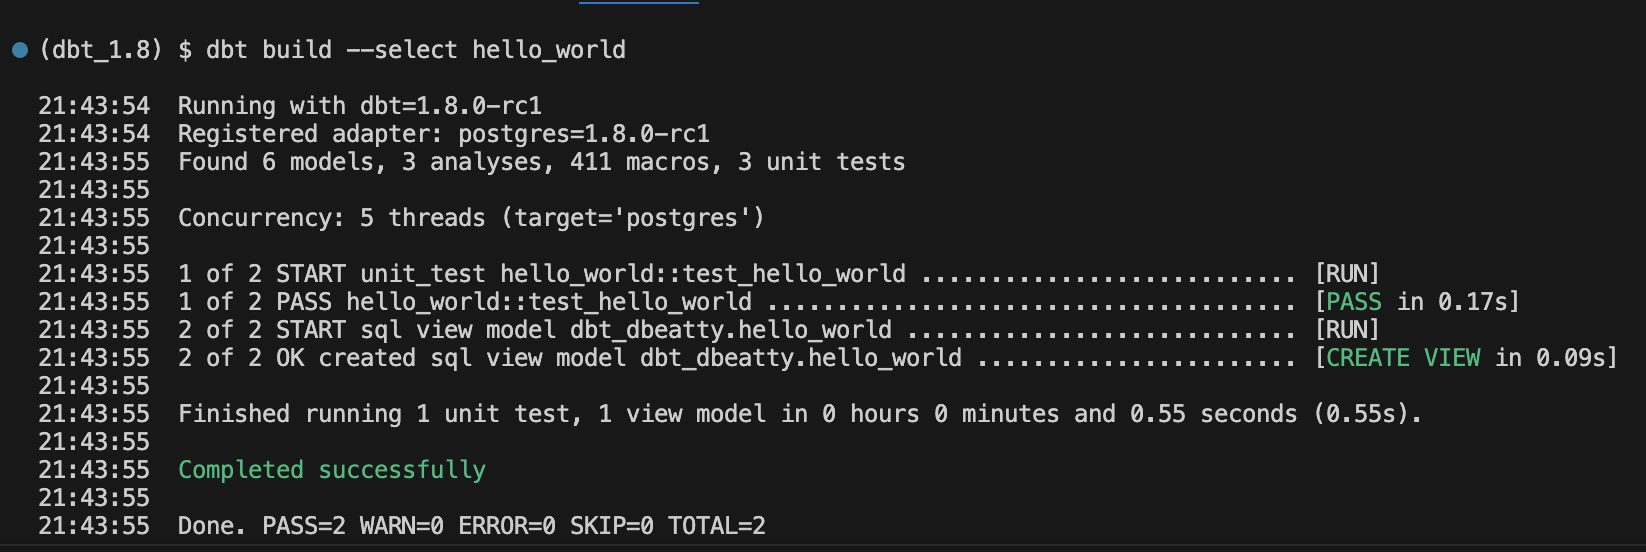 (dbt_1.8) $ dbt build --select hello_world
21:43:54  Running with dbt=1.8.0-rc1
21:43:54  Registered adapter: postgres=1.8.0-rc1
21:43:55  Found 6 models, 3 analyses, 411 macros, 3 unit tests
21:43:55
21:43:55  Concurrency: 5 threads (target='postgres')
21:43:55
21:43:55  1 of 2 START unit_test hello_world::test_hello_world ........................... [RUN]
21:43:55  1 of 2 PASS hello_world::test_hello_world ...................................... [PASS in 0.17s]
21:43:55  2 of 2 START sql view model dbt_dbeatty.hello_world ............................ [RUN]
21:43:55  2 of 2 OK created sql view model dbt_dbeatty.hello_world ....................... [CREATE VIEW in 0.09s]
21:43:55
21:43:55  Finished running 1 unit test, 1 view model in 0 hours 0 minutes and 0.55 seconds (0.55s).
21:43:55
21:43:55  Completed successfully
21:43:55
21:43:55  Done. PASS=2 WARN=0 ERROR=0 SKIP=0 TOTAL=2